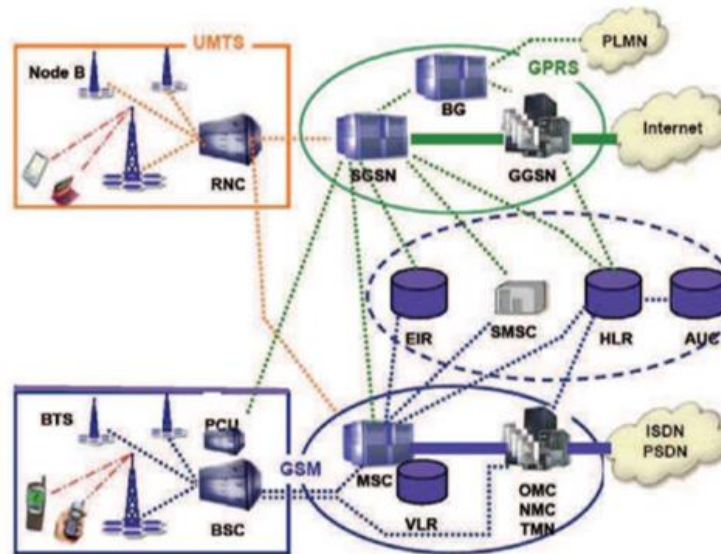 UMTS
Node B
RNC
PLMN
GPRS
BG
SGSN
GGSN
Internet
EIR
SMSC
HLR
AUC
BTS
PCU
BSC
GSM
MSC
VLR
OMC
NMC
TMN
ISDN
PSDN